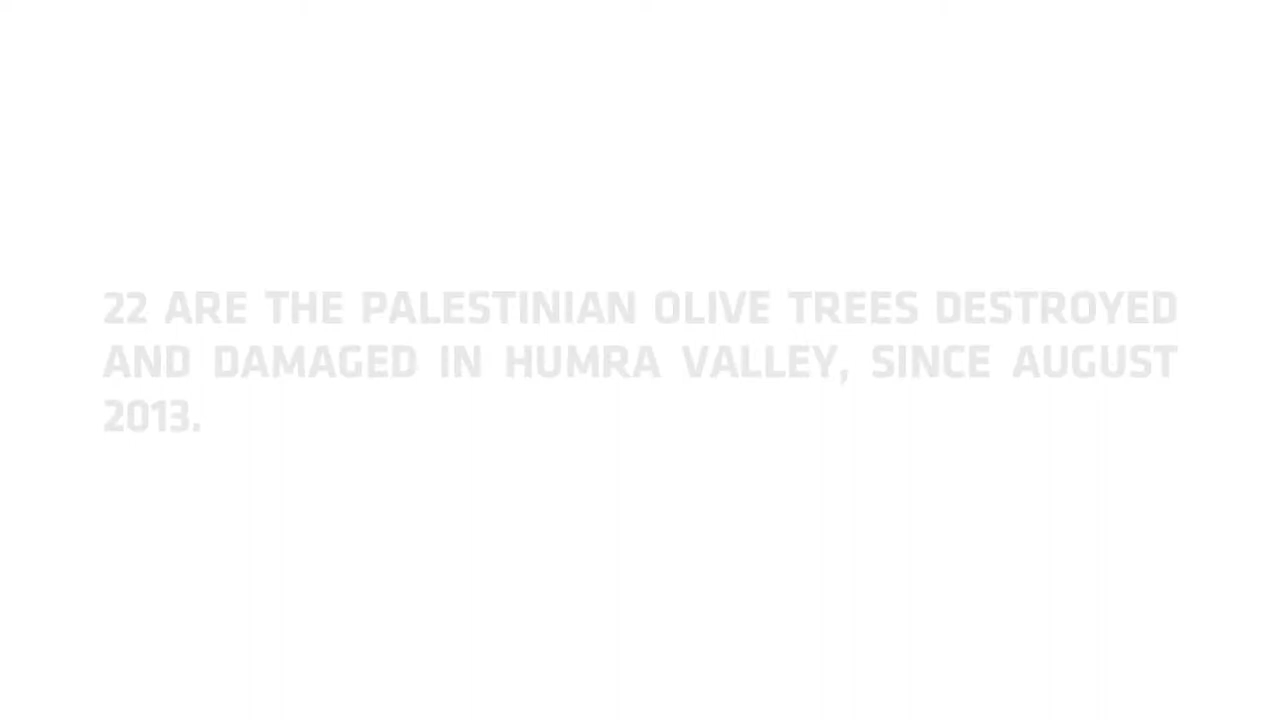 22 ARE THE PALESTINIAN OLIVE TREES DESTROYED
AND DAMAGED IN HUMRA VALLEY, SINCE AUGUST
2013.